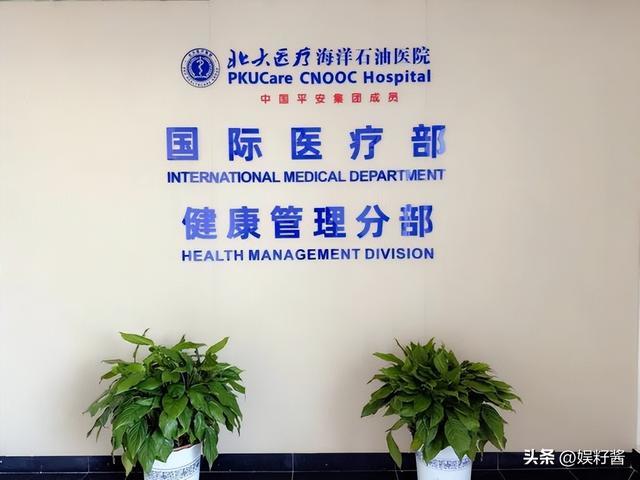 北大医疗海洋石油医院
PKUCare CNOOC Hospital
中国平安集团成员
国际医疗部
INTERNATIONAL MEDICAL DEPARTMENT
健康管理分部
HEALTH MANAGEMENT DIVISION
头条 @娱籽酱